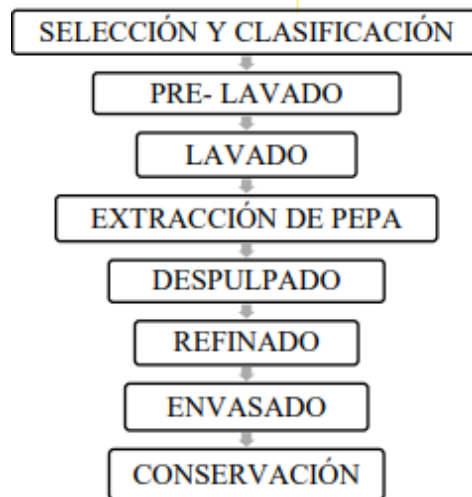 SELECCIÓN Y CLASIFICACIÓN
PRE- LAVADO
LAVADO
EXTRACCIÓN DE PEPA
DESPULPADO
REFINADO
ENVASADO
CONSERVACIÓN